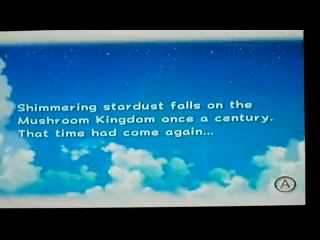 Shimmering stardust falls on the
Mushroom Kingdom once a century.
That time had come again...
A